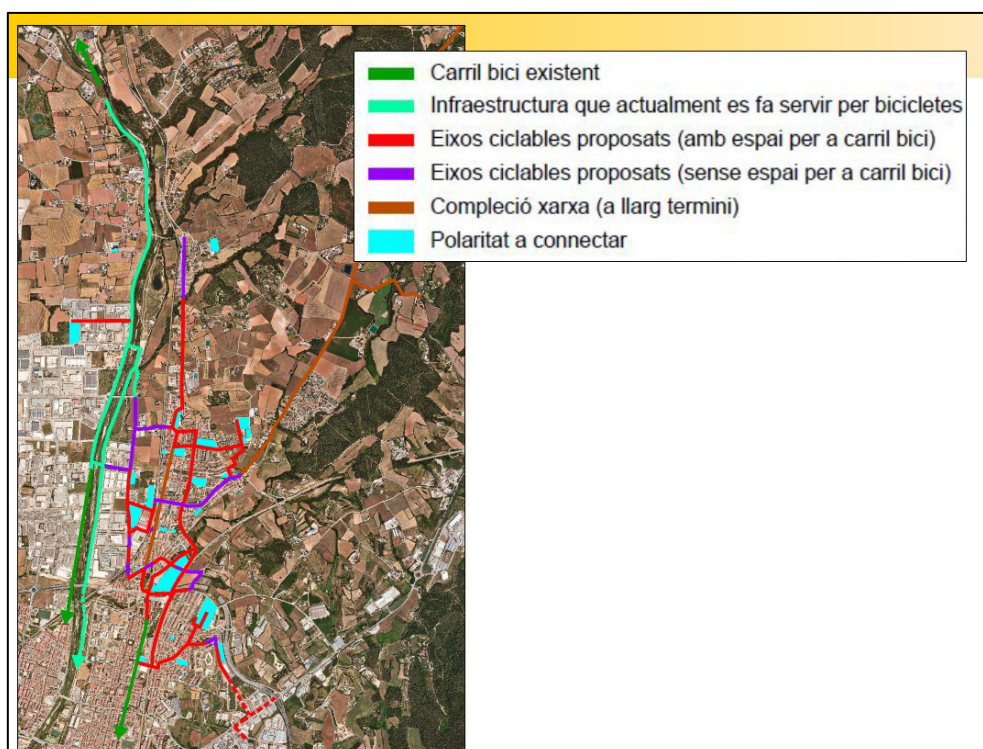 Carril bici existent
Infraestructura que actualment es fa servir per bicicletes
Eixos ciclables proposats (amb espai per a carril bici)
Eixos ciclables proposats (sense espai per a carril bici)
Compleció xarxa (a llarg termini)
Polaritat a connectar